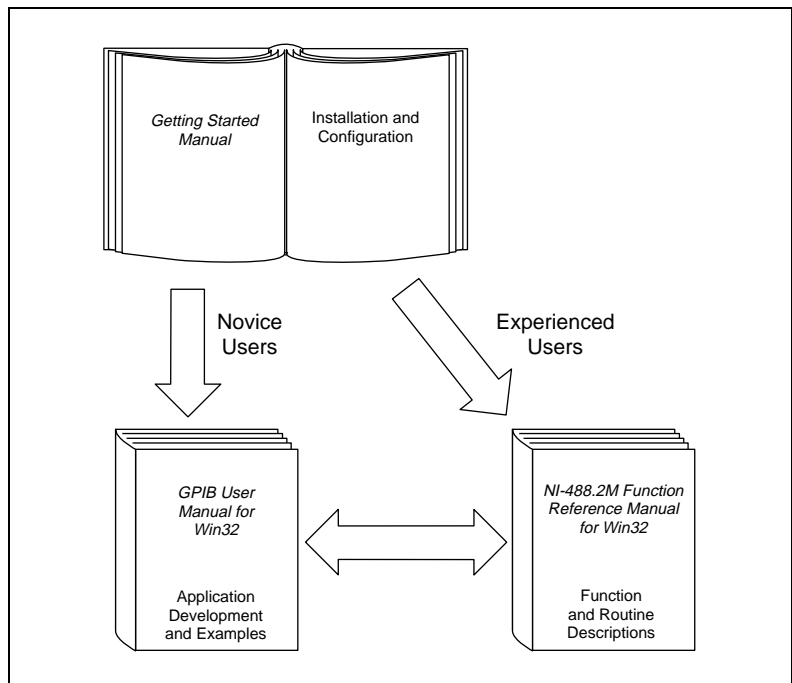 Getting Started
Manual
Installation and
Configuration
Novice
Users
Experienced
Users
GPIB User
Manual for
Win32
Application
Development
and Examples
NI-488.2M Function
Reference Manual
for Win32
Function
and Routine
Descriptions